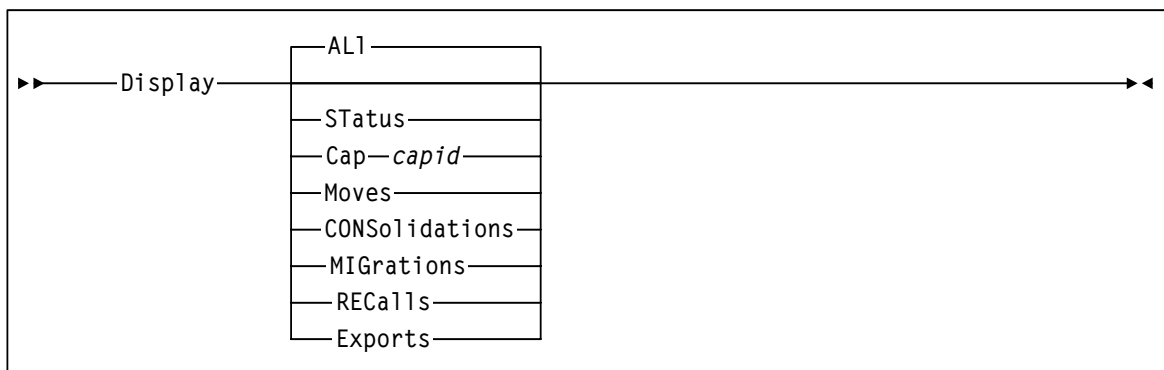 ALl
Display
STatus
Cap capid
Moves
CONSolidations
MIGrations
RECalls
Exports